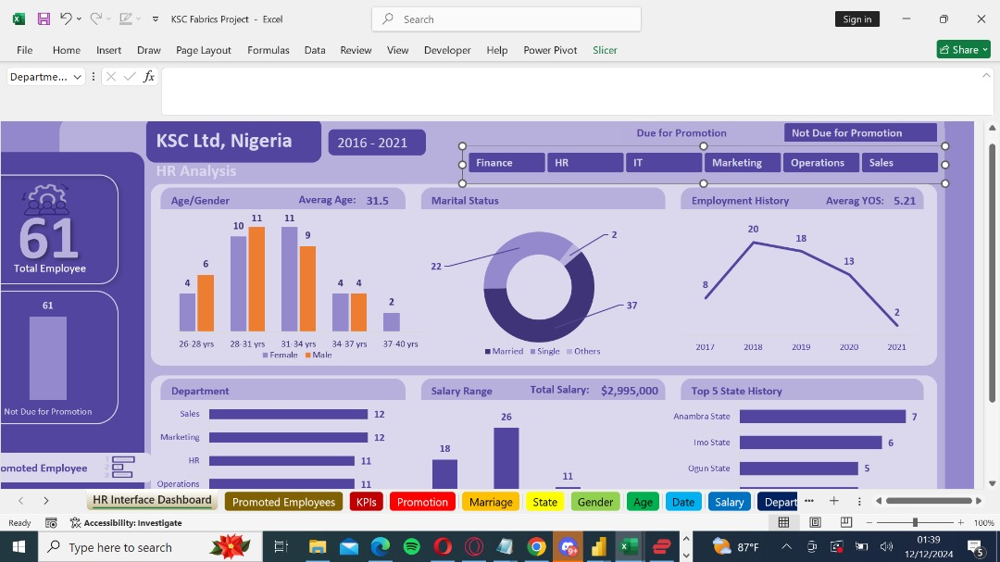 KSC Fabrics Project - Excel
Search
Sign in
File Home Insert Draw Page Layout Formulas Data Review View Developer Help Power Pivot Slicer
Share
Departme... fx
KSC Ltd, Nigeria
2016 - 2021
Due for Promotion
Not Due for Promotion
HR Analysis
Finance HR IT Marketing Operations Sales
61
Total Employee
61
Not Due for Promotion
omoted Employee
Age/Gender Averag Age: 31.5
4 6 10 11 11 9 4 4 2
26-28 yrs 28-31 yrs 31-34 yrs 34-37 yrs 37-40 yrs
Female Male
Marital Status
2
22
37
Married Single Others
Employment History Averag YOS: 5.21
8 20 18 13 2
2017 2018 2019 2020 2021
Department
Sales 12
Marketing 12
HR 11
Operations 11
Salary Range Total Salary: $2,995,000
18 26 11
Top 5 State History
Anambra State 7
Imo State 6
Ogun State 5
HR Interface Dashboard Promoted Employees KPIs Promotion Marriage State Gender Age Date Salary Depart ...
Ready Accessibility: Investigate 100%
Type here to search
87°F
01:39
12/12/2024
5